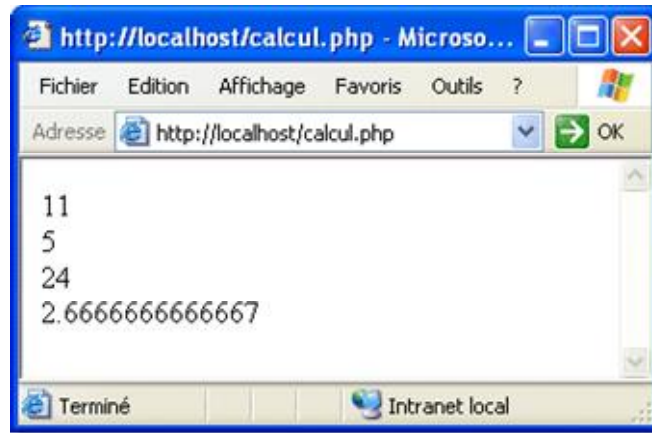 http://localhost/calcul.php - Microso...
Fichier Edition Affichage Favoris Outils ?
Adresse http://localhost/calcul.php OK
11
5
24
2.6666666666667
Terminé Intranet local